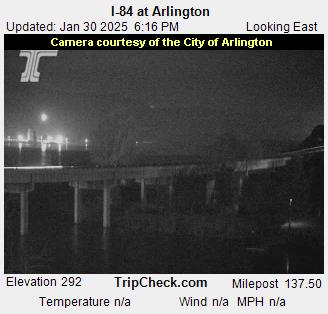 I-84 at Arlington
Updated: Jan 30 2025 6:16 PM Looking East
Camera courtesy of the City of Arlington
Elevation 292 TripCheck.com Milepost 137.50
Temperature n/a Wind n/a MPH n/a